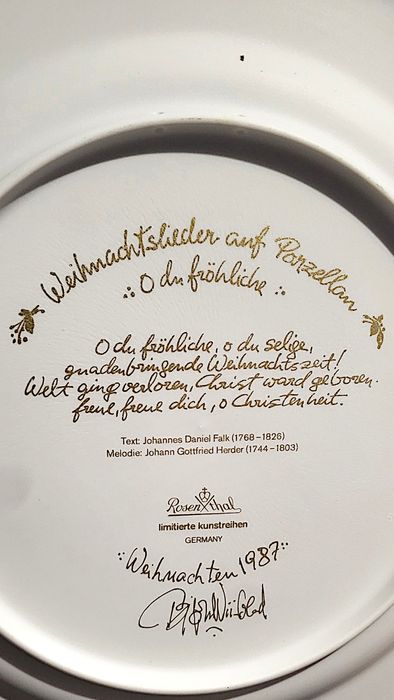 Weihnachtslieder auf Porzellan
O du fröhliche
O du fröhliche, o du selige,
gnadenbringende Weihnachtszeit!
Welt ging verloren, Christ ward geboren.
freue, freue dich, o Christenheit.
Text: Johannes Daniel Falk (1768–1826)
Melodie: Johann Gottfried Herder (1744–1803)
Rosenthal
limitierte kunstreihen
GERMANY
Weihnachten 1987
Bjørn Wiinblad